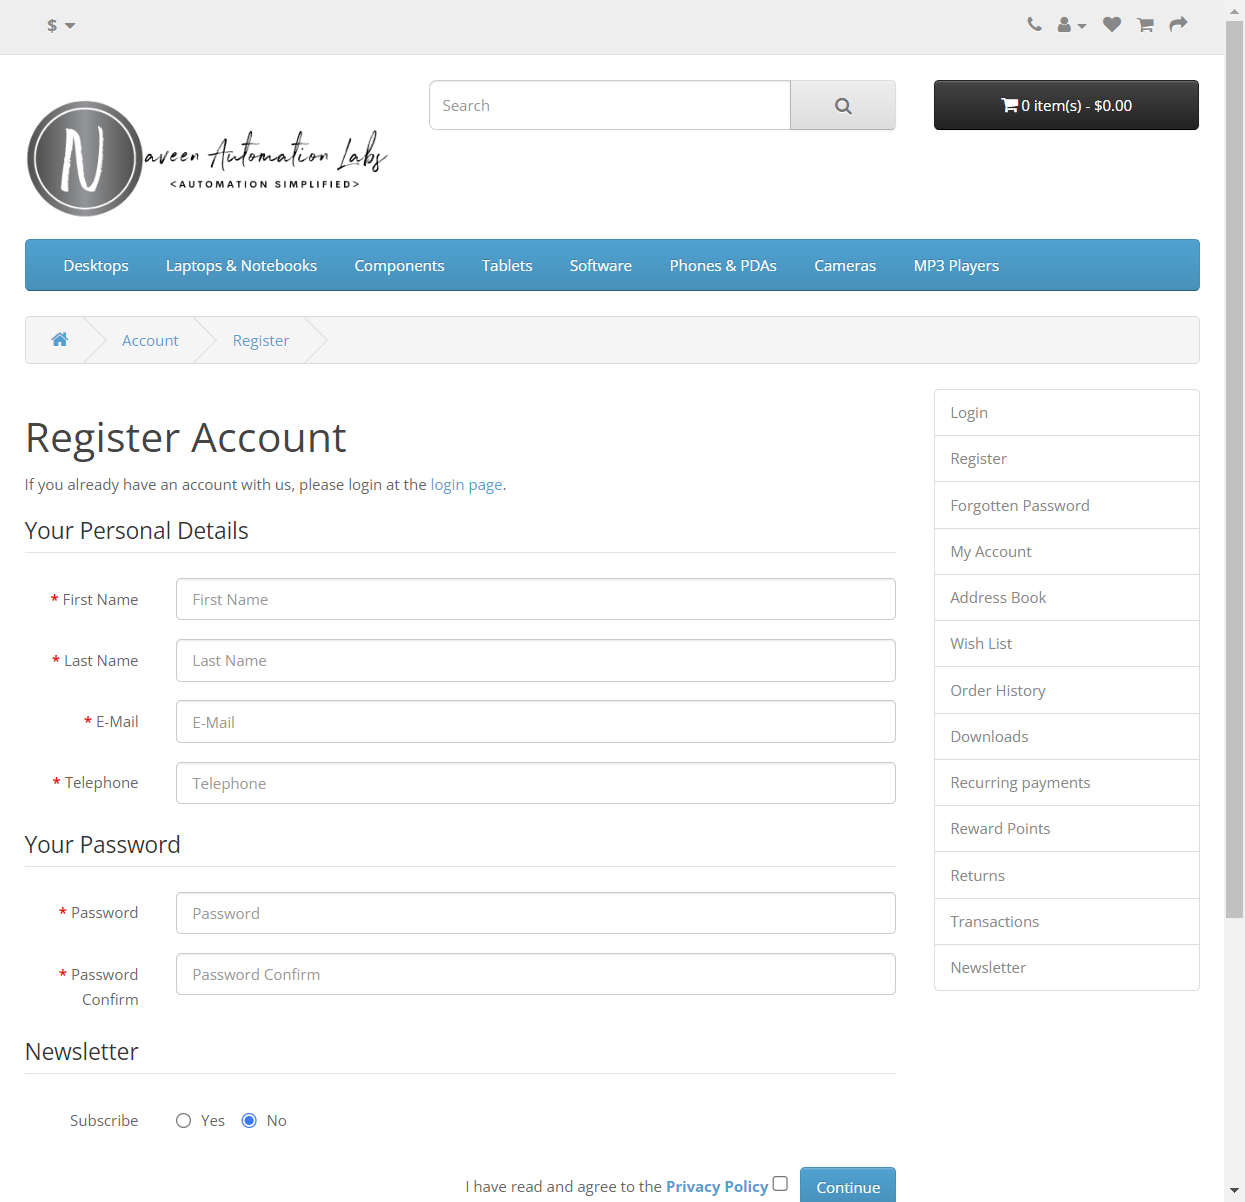 $
Search
0 item(s) - $0.00
N aveen Automation Labs
<AUTOMATION SIMPLIFIED>
Desktops Laptops & Notebooks Components Tablets Software Phones & PDAs Cameras MP3 Players
Account Register
Register Account
If you already have an account with us, please login at the login page.
Your Personal Details
* First Name First Name
* Last Name Last Name
* E-Mail E-Mail
* Telephone Telephone
Your Password
* Password Password
* Password Confirm Password Confirm
Newsletter
Subscribe Yes No
I have read and agree to the Privacy Policy Continue
Login
Register
Forgotten Password
My Account
Address Book
Wish List
Order History
Downloads
Recurring payments
Reward Points
Returns
Transactions
Newsletter